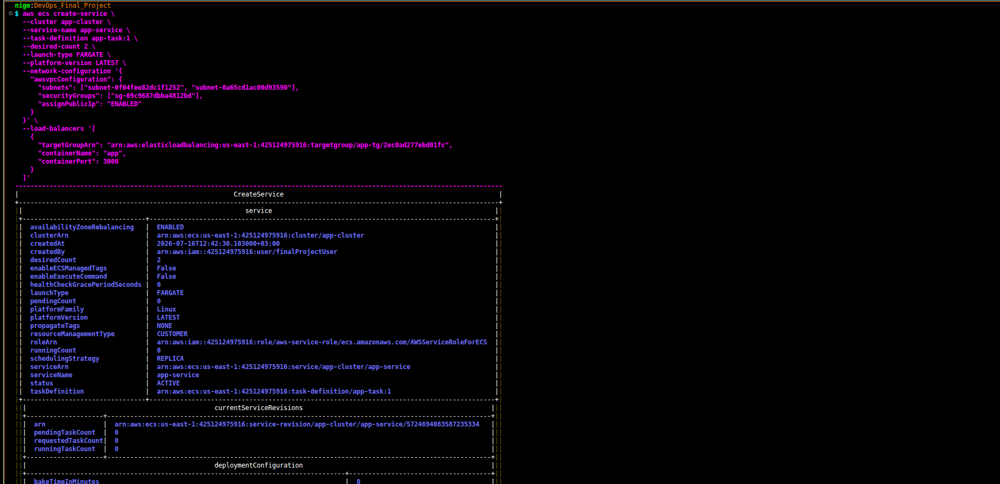 nige:DevOps_Final_Project
$ aws ecs create-service \
  --cluster app-cluster \
  --service-name app-service \
  --task-definition app-task:1 \
  --desired-count 2 \
  --launch-type FARGATE \
  --platform-version LATEST \
  --network-configuration '{
    "awsvpcConfiguration": {
      "subnets": ["subnet-0f04fee82dc1f1252", "subnet-0a65cd1ac00d93590"],
      "securityGroups": ["sg-09c9687dbba4812bd"],
      "assignPublicIp": "ENABLED"
    }
  }' \
  --load-balancers '[
    {
      "targetGroupArn": "arn:aws:elasticloadbalancing:us-east-1:425124975916:targetgroup/app-tg/2ec0ad277ebd01fc",
      "containerName": "app",
      "containerPort": 3000
    }
  ]'
CreateService
service
availabilityZoneRebalancing | ENABLED
clusterArn | arn:aws:ecs:us-east-1:425124975916:cluster/app-cluster
createdAt | 2026-07-16T12:42:30.103000+03:00
createdBy | arn:aws:iam::425124975916:user/finalProjectUser
desiredCount | 2
enableECSManagedTags | False
enableExecuteCommand | False
healthCheckGracePeriodSeconds | 0
launchType | FARGATE
pendingCount | 0
platformFamily | Linux
platformVersion | LATEST
propagateTags | NONE
resourceManagementType | CUSTOMER
roleArn | arn:aws:iam::425124975916:role/aws-service-role/ecs.amazonaws.com/AWSServiceRoleForECS
runningCount | 0
schedulingStrategy | REPLICA
serviceArn | arn:aws:ecs:us-east-1:425124975916:service/app-cluster/app-service
serviceName | app-service
status | ACTIVE
taskDefinition | arn:aws:ecs:us-east-1:425124975916:task-definition/app-task:1
currentServiceRevisions
arn | arn:aws:ecs:us-east-1:425124975916:service-revision/app-cluster/app-service/5724694083587235334
pendingTaskCount | 0
requestedTaskCount| 0
runningTaskCount | 0
deploymentConfiguration
bakeTimeInMinutes | 0